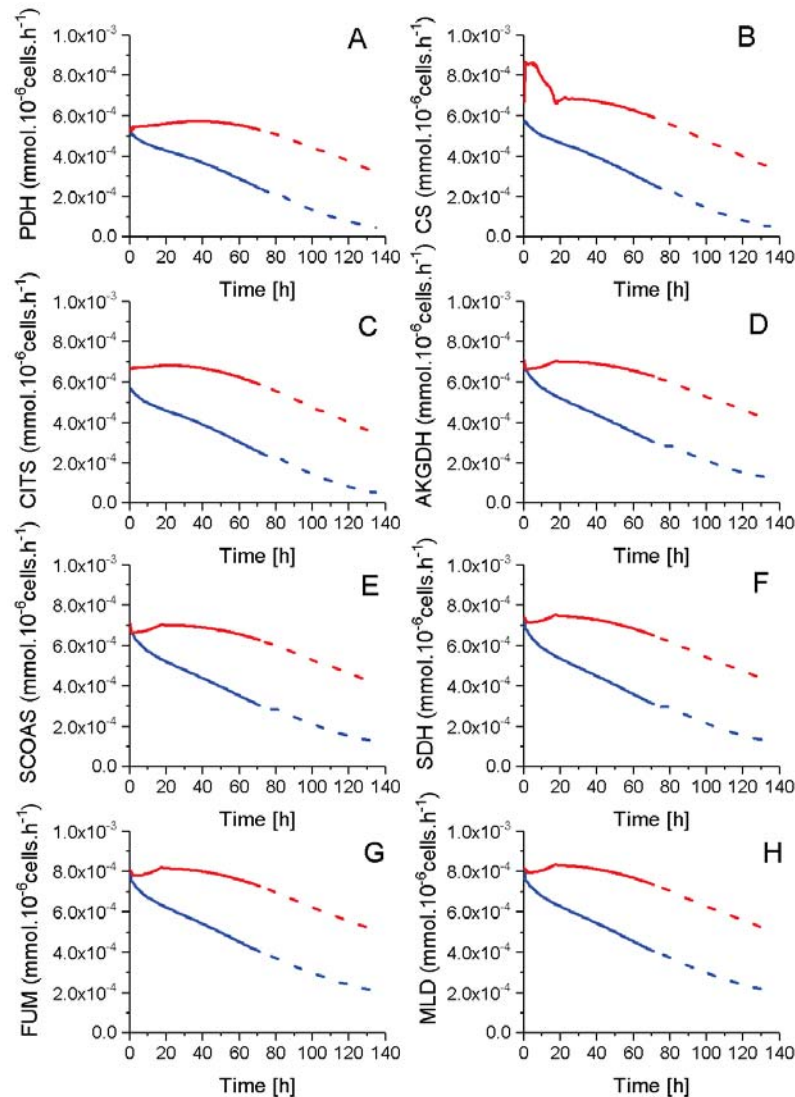 A
PDH (mmol.10⁻⁶cells.h⁻¹)
1.0x10⁻³
8.0x10⁻⁴
6.0x10⁻⁴
4.0x10⁻⁴
2.0x10⁻⁴
0.0
0 20 40 60 80 100 120 140
Time [h]
B
CS (mmol.10⁻⁶cells.h⁻¹)
1.0x10⁻³
8.0x10⁻⁴
6.0x10⁻⁴
4.0x10⁻⁴
2.0x10⁻⁴
0.0
0 20 40 60 80 100 120 140
Time [h]
C
CITS (mmol.10⁻⁶cells.h⁻¹)
1.0x10⁻³
8.0x10⁻⁴
6.0x10⁻⁴
4.0x10⁻⁴
2.0x10⁻⁴
0.0
0 20 40 60 80 100 120 140
Time [h]
D
AKGDH (mmol.10⁻⁶cells.h⁻¹)
1.0x10⁻³
8.0x10⁻⁴
6.0x10⁻⁴
4.0x10⁻⁴
2.0x10⁻⁴
0.0
0 20 40 60 80 100 120 140
Time [h]
E
SCOAS (mmol.10⁻⁶cells.h⁻¹)
1.0x10⁻³
8.0x10⁻⁴
6.0x10⁻⁴
4.0x10⁻⁴
2.0x10⁻⁴
0.0
0 20 40 60 80 100 120 140
Time [h]
F
SDH (mmol.10⁻⁶cells.h⁻¹)
1.0x10⁻³
8.0x10⁻⁴
6.0x10⁻⁴
4.0x10⁻⁴
2.0x10⁻⁴
0.0
0 20 40 60 80 100 120 140
Time [h]
G
FUM (mmol.10⁻⁶cells.h⁻¹)
1.0x10⁻³
8.0x10⁻⁴
6.0x10⁻⁴
4.0x10⁻⁴
2.0x10⁻⁴
0.0
0 20 40 60 80 100 120 140
Time [h]
H
MLD (mmol.10⁻⁶cells.h⁻¹)
1.0x10⁻³
8.0x10⁻⁴
6.0x10⁻⁴
4.0x10⁻⁴
2.0x10⁻⁴
0.0
0 20 40 60 80 100 120 140
Time [h]